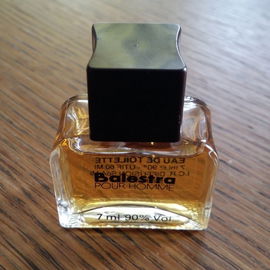 EAU DE TOILETTE
Balestra
POUR HOMME
7 ml 90% Vol